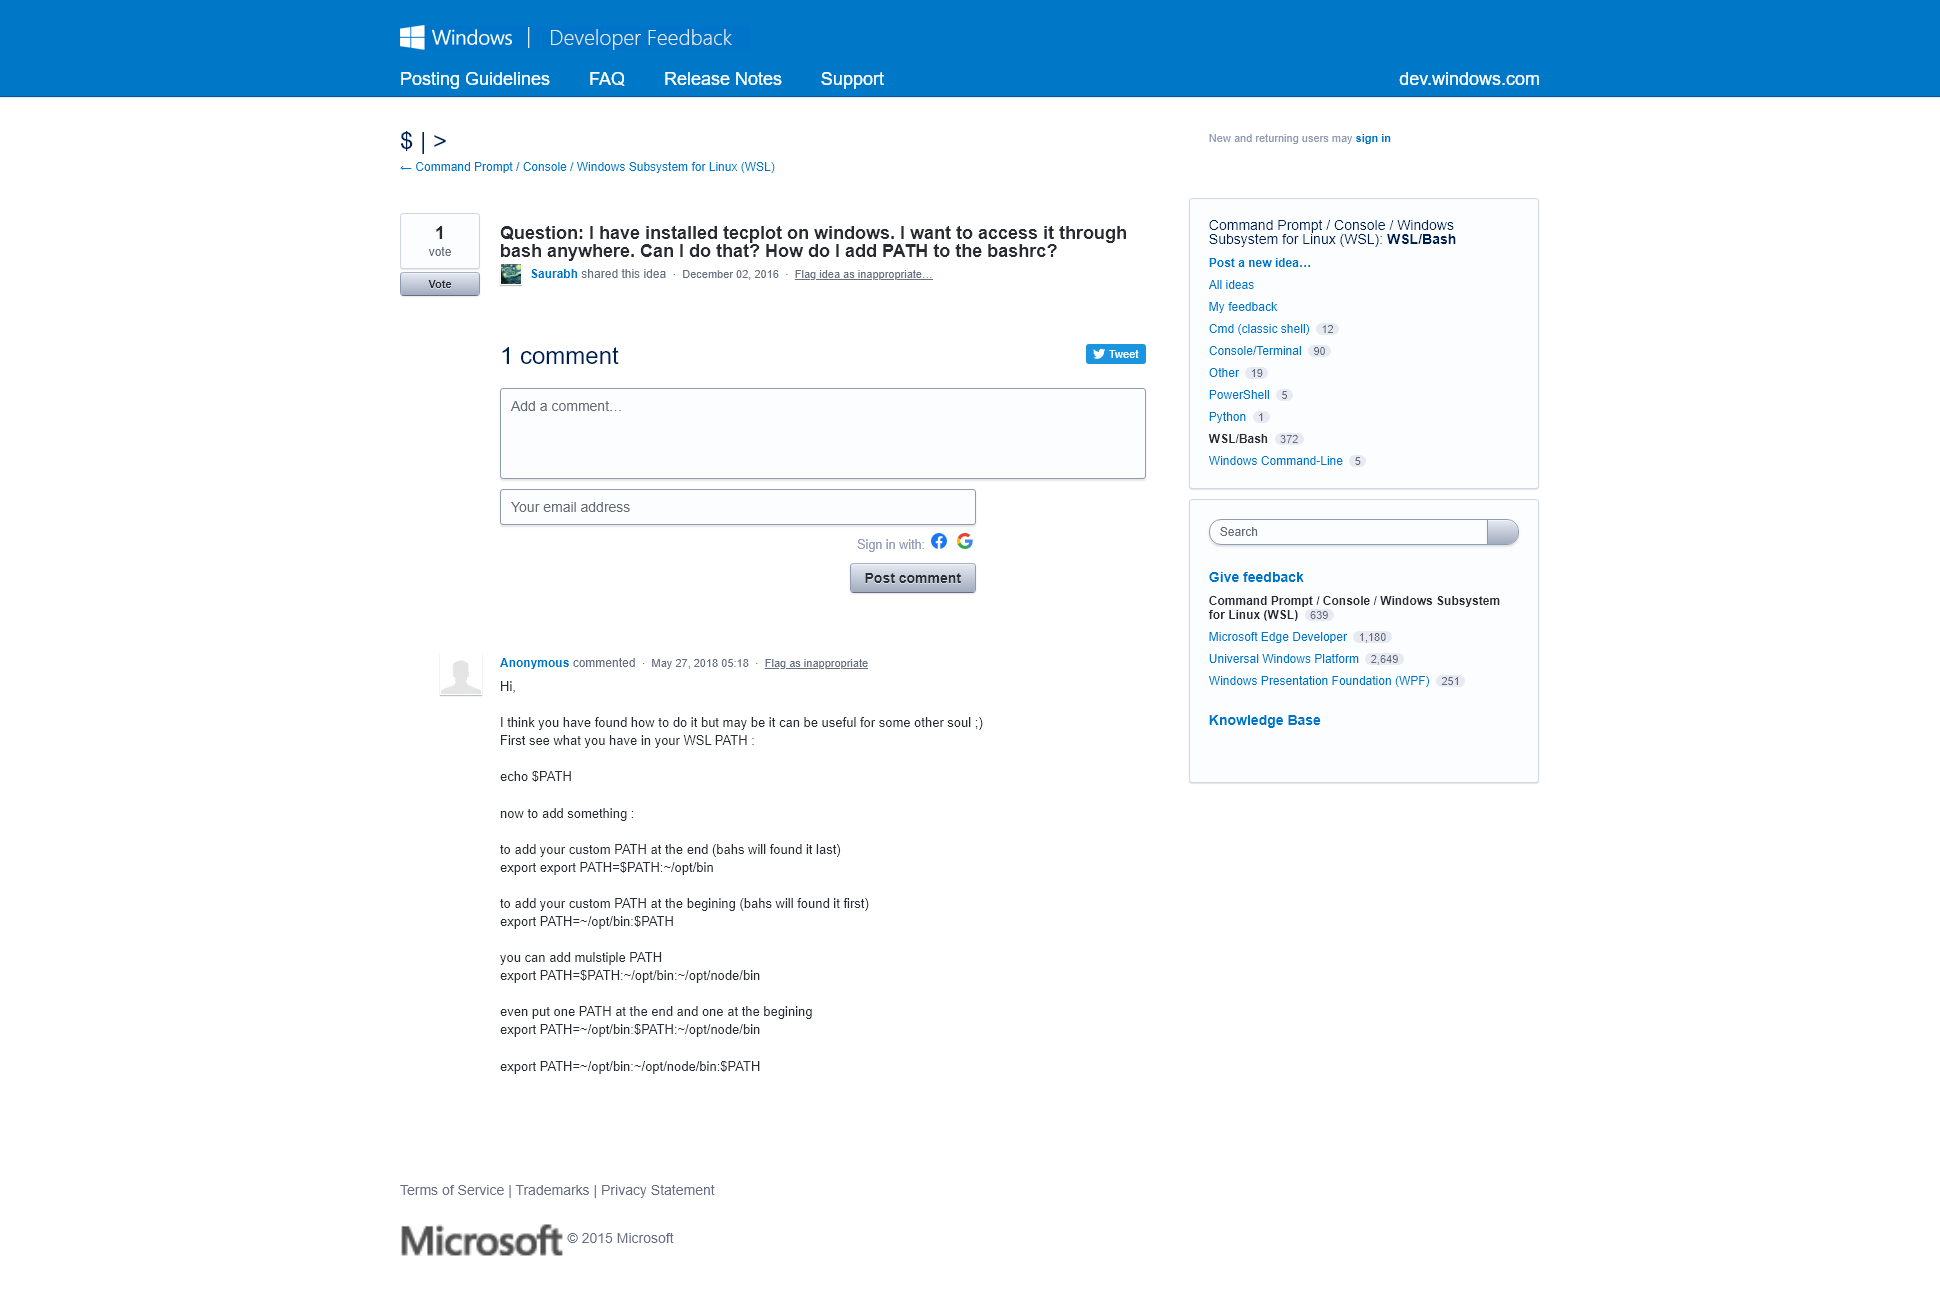 Windows | Developer Feedback
Posting Guidelines FAQ Release Notes Support dev.windows.com
$ | >
← Command Prompt / Console / Windows Subsystem for Linux (WSL)
New and returning users may sign in
1
vote
Vote
Question: I have installed tecplot on windows. I want to access it through
bash anywhere. Can I do that? How do I add PATH to the bashrc?
Saurabh shared this idea · December 02, 2016 · Flag idea as inappropriate…
1 comment
Tweet
Add a comment…
Your email address
Sign in with:
Post comment
Anonymous commented · May 27, 2018 05:18 · Flag as inappropriate
Hi,
I think you have found how to do it but may be it can be useful for some other soul ;)
First see what you have in your WSL PATH :
echo $PATH
now to add something :
to add your custom PATH at the end (bahs will found it last)
export export PATH=$PATH:~/opt/bin
to add your custom PATH at the begining (bahs will found it first)
export PATH=~/opt/bin:$PATH
you can add mulstiple PATH
export PATH=$PATH:~/opt/bin:~/opt/node/bin
even put one PATH at the end and one at the begining
export PATH=~/opt/bin:$PATH:~/opt/node/bin
export PATH=~/opt/bin:~/opt/node/bin:$PATH
Command Prompt / Console / Windows
Subsystem for Linux (WSL): WSL/Bash
Post a new idea…
All ideas
My feedback
Cmd (classic shell) 12
Console/Terminal 90
Other 19
PowerShell 5
Python 1
WSL/Bash 372
Windows Command-Line 5
Search
Give feedback
Command Prompt / Console / Windows Subsystem
for Linux (WSL) 639
Microsoft Edge Developer 1,180
Universal Windows Platform 2,649
Windows Presentation Foundation (WPF) 251
Knowledge Base
Terms of Service | Trademarks | Privacy Statement
Microsoft © 2015 Microsoft